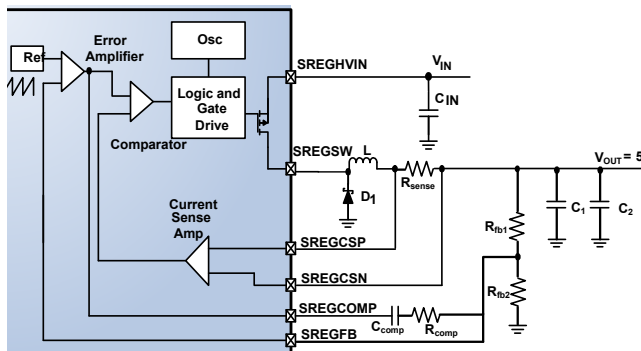 Ref
Error
Amplifier
Osc
Logic and
Gate
Drive
Comparator
Current
Sense
Amp
SREGHVIN
VIN
CIN
SREGSW
L
D1
Rsense
VOUT = 5
C1
C2
Rfb1
Rfb2
SREGCSP
SREGCSN
SREGCOMP
Ccomp
Rcomp
SREGFB